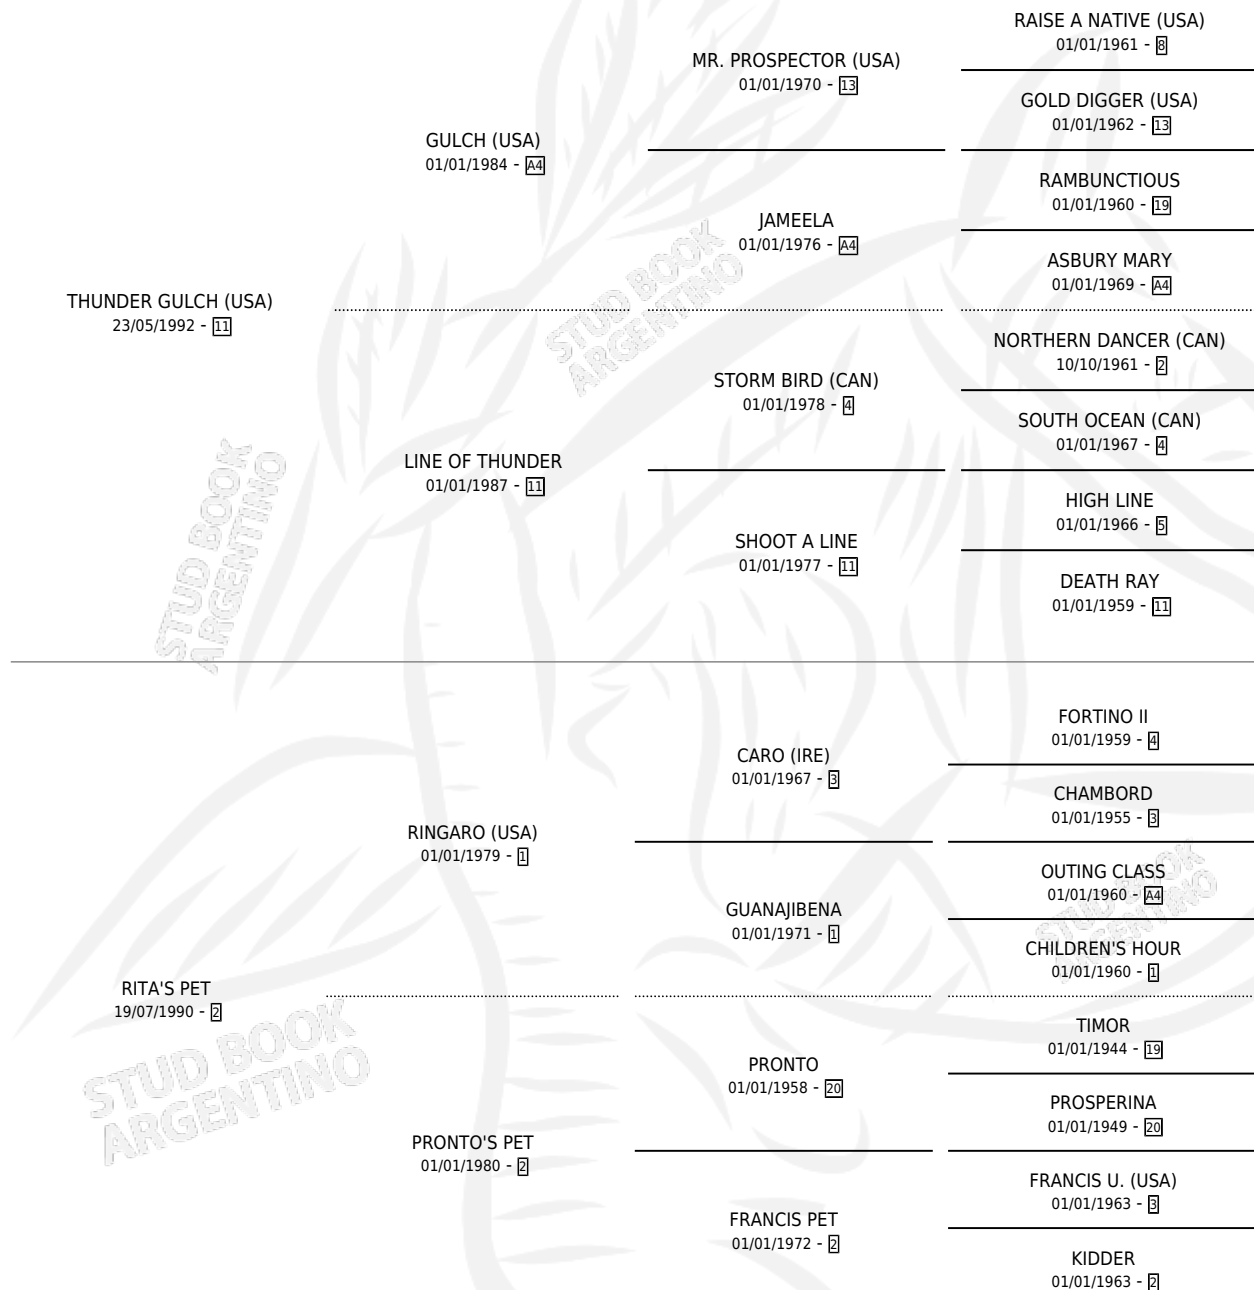 RAISE A NATIVE (USA)
01/01/1961 - 8
MR. PROSPECTOR (USA)
01/01/1970 - 13
GOLD DIGGER (USA)
01/01/1962 - 13
GULCH (USA)
01/01/1984 - A4
RAMBUNCTIOUS
01/01/1960 - 19
JAMEELA
01/01/1976 - A4
ASBURY MARY
01/01/1969 - A4
THUNDER GULCH (USA)
23/05/1992 - 11
NORTHERN DANCER (CAN)
10/10/1961 - 2
STORM BIRD (CAN)
01/01/1978 - 4
SOUTH OCEAN (CAN)
01/01/1967 - 4
LINE OF THUNDER
01/01/1987 - 11
HIGH LINE
01/01/1966 - 5
SHOOT A LINE
01/01/1977 - 11
DEATH RAY
01/01/1959 - 11
FORTINO II
01/01/1959 - 4
CARO (IRE)
01/01/1967 - 3
CHAMBORD
01/01/1955 - 3
RINGARO (USA)
01/01/1979 - 1
OUTING CLASS
01/01/1960 - A4
GUANAJIBENA
01/01/1971 - 1
CHILDREN'S HOUR
01/01/1960 - 1
RITA'S PET
19/07/1990 - 2
TIMOR
01/01/1944 - 19
PRONTO
01/01/1958 - 20
PROSPERINA
01/01/1949 - 20
PRONTO'S PET
01/01/1980 - 2
FRANCIS U. (USA)
01/01/1963 - 3
FRANCIS PET
01/01/1972 - 2
KIDDER
01/01/1963 - 2
STUD BOOK
ARGENTINO
STUD BOOK
ARGENTINO
STUD BOOK
ARGENTINO
STUD BOOK
ARGENTINO